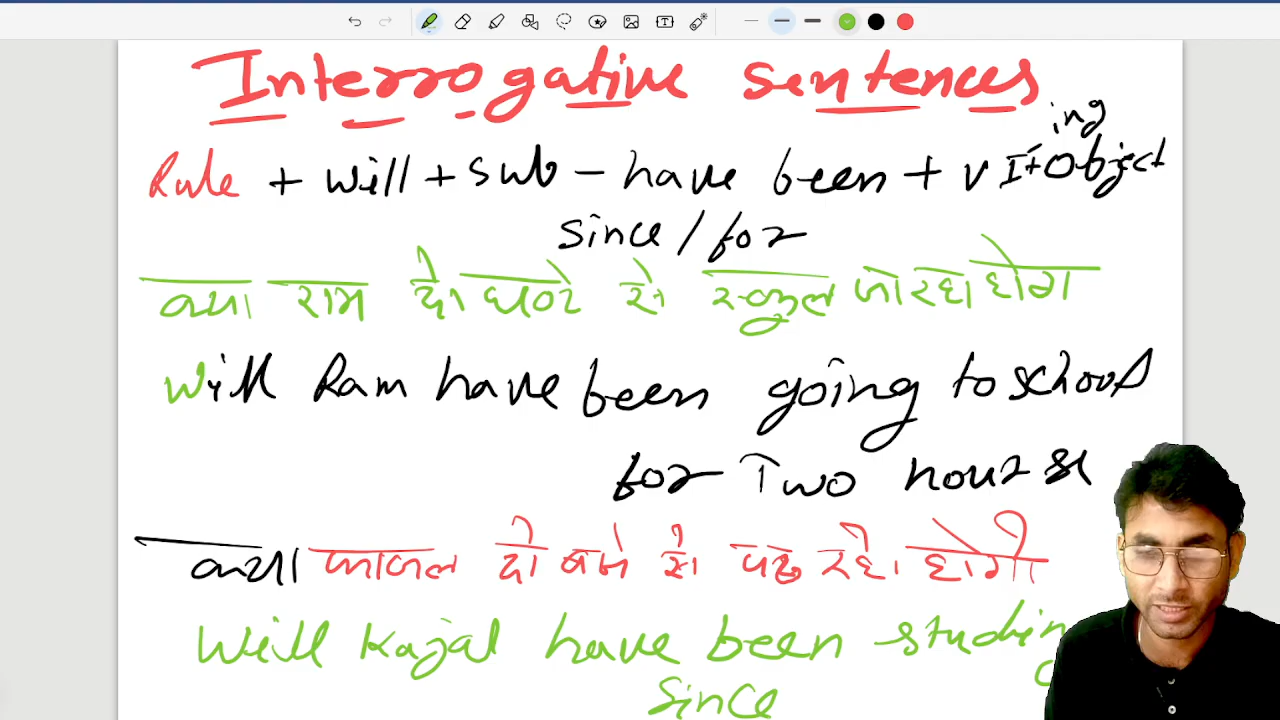 Interrogative sentences
Rule + will + sub - have been + v I + Object
ing
since / for
क्या राम दो घण्टे से स्कुल जा रहा होगा
Will Ram have been going to school
for Two hours
क्या काजल दो बजे से पढ़ रही होगी
Will Kajal have been studing
since